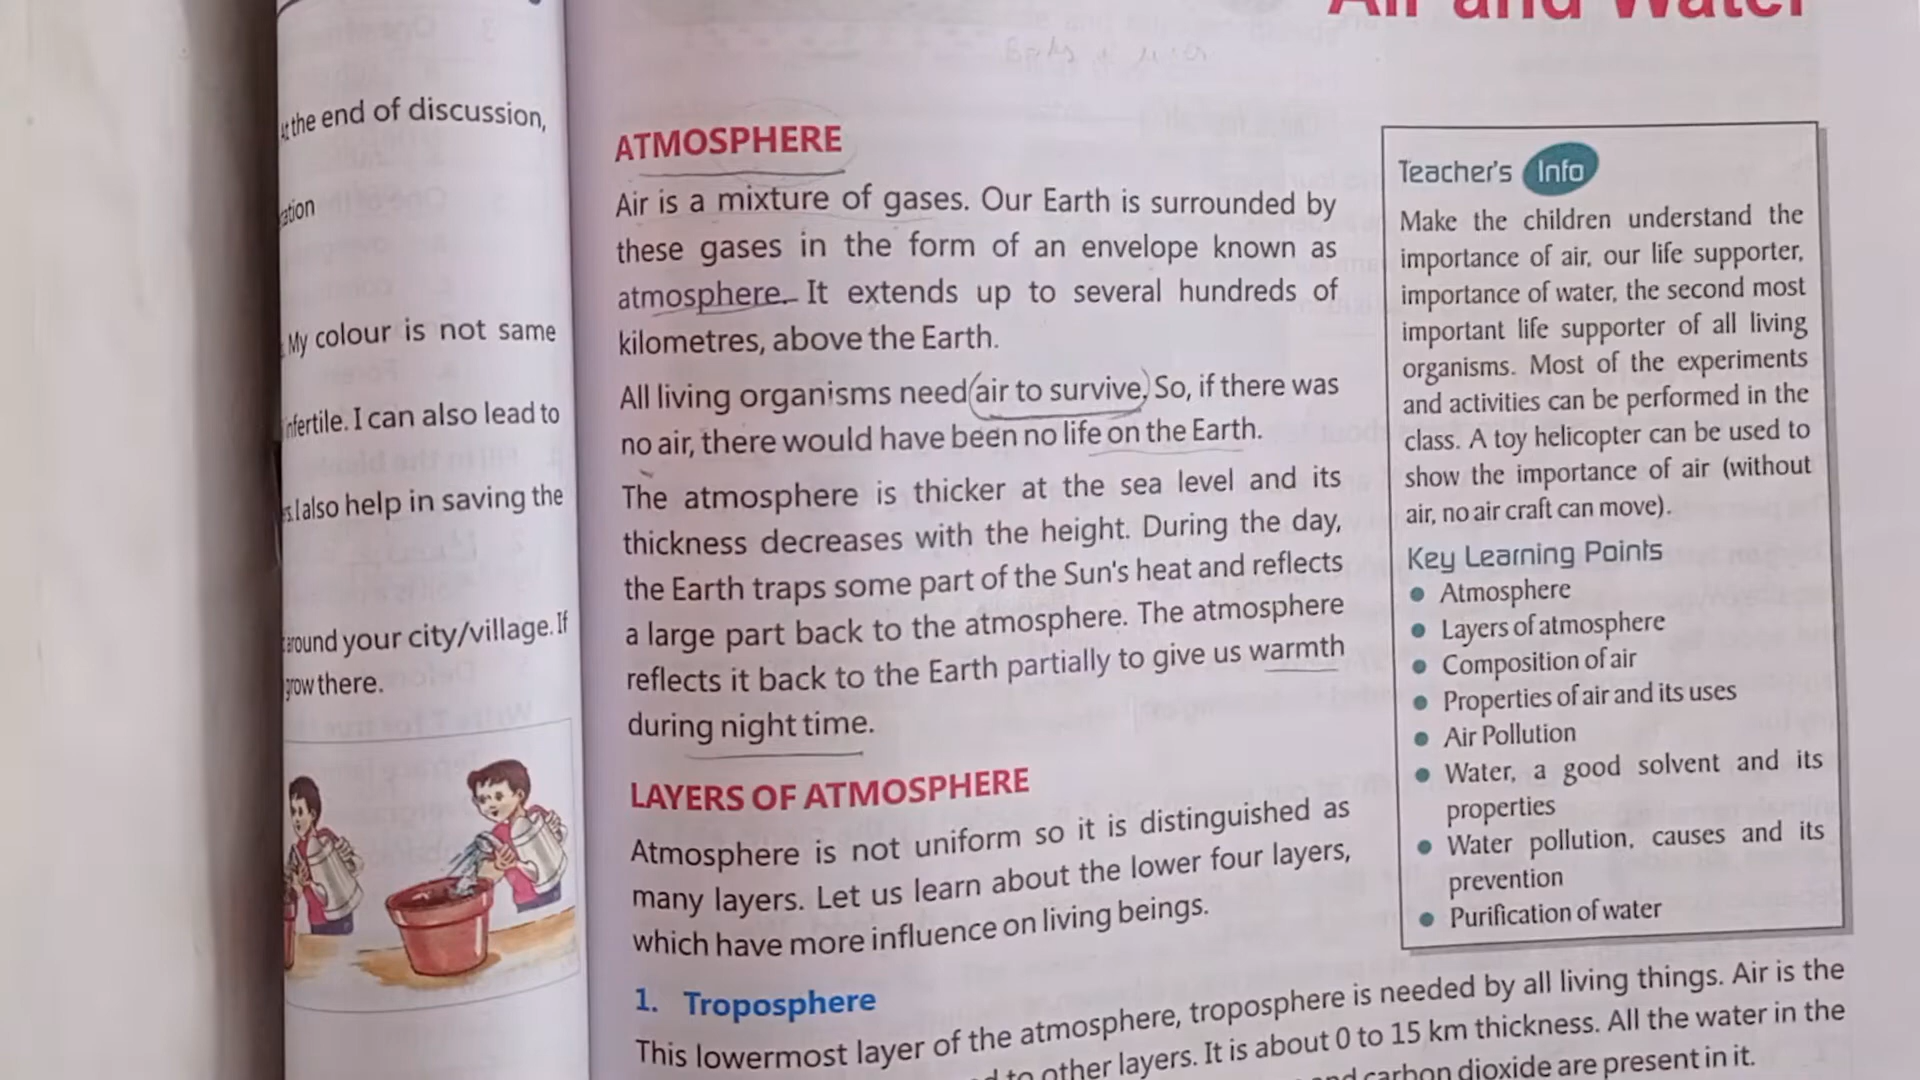 the end of discussion,
My colour is not same
I can also lead to
I also help in saving the
your city/village. If
there.
Air and Water
ATMOSPHERE
Air is a mixture of gases. Our Earth is surrounded by
these gases in the form of an envelope known as
atmosphere. It extends up to several hundreds of
kilometres, above the Earth.
All living organisms need air to survive. So, if there was
no air, there would have been no life on the Earth.
The atmosphere is thicker at the sea level and its
thickness decreases with the height. During the day,
the Earth traps some part of the Sun's heat and reflects
a large part back to the atmosphere. The atmosphere
reflects it back to the Earth partially to give us warmth
during night time.
LAYERS OF ATMOSPHERE
Atmosphere is not uniform so it is distinguished as
many layers. Let us learn about the lower four layers,
which have more influence on living beings.
1. Troposphere
This lowermost layer of the atmosphere, troposphere is needed by all living things. Air is the
to other layers. It is about 0 to 15 km thickness. All the water in the
carbon dioxide are present in it.
Teacher's Info
Make the children understand the
importance of air, our life supporter,
importance of water, the second most
important life supporter of all living
organisms. Most of the experiments
and activities can be performed in the
class. A toy helicopter can be used to
show the importance of air (without
air, no air craft can move).
Key Learning Points
• Atmosphere
• Layers of atmosphere
• Composition of air
• Properties of air and its uses
• Air Pollution
• Water, a good solvent and its
properties
• Water pollution, causes and its
prevention
• Purification of water